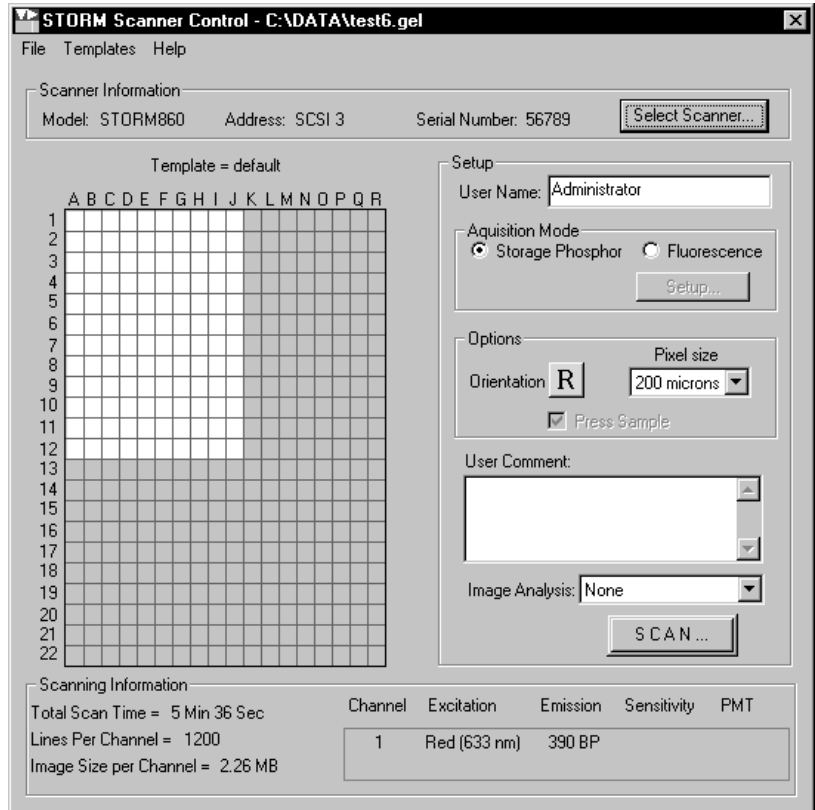 STORM Scanner Control - C:\DATA\test6.gel
File Templates Help
Scanner Information
Model: STORM860 Address: SCSI 3 Serial Number: 56789 Select Scanner...
Template = default
A B C D E F G H I J K L M N O P Q R
1
2
3
4
5
6
7
8
9
10
11
12
13
14
15
16
17
18
19
20
21
22
Setup
User Name: Administrator
Aquisition Mode
Storage Phosphor Fluorescence
Setup...
Options
Pixel size
Orientation R 200 microns
Press Sample
User Comment:
Image Analysis: None
SCAN...
Scanning Information
Total Scan Time = 5 Min 36 Sec
Lines Per Channel = 1200
Image Size per Channel = 2.26 MB
Channel Excitation Emission Sensitivity PMT
1 Red (633 nm) 390 BP